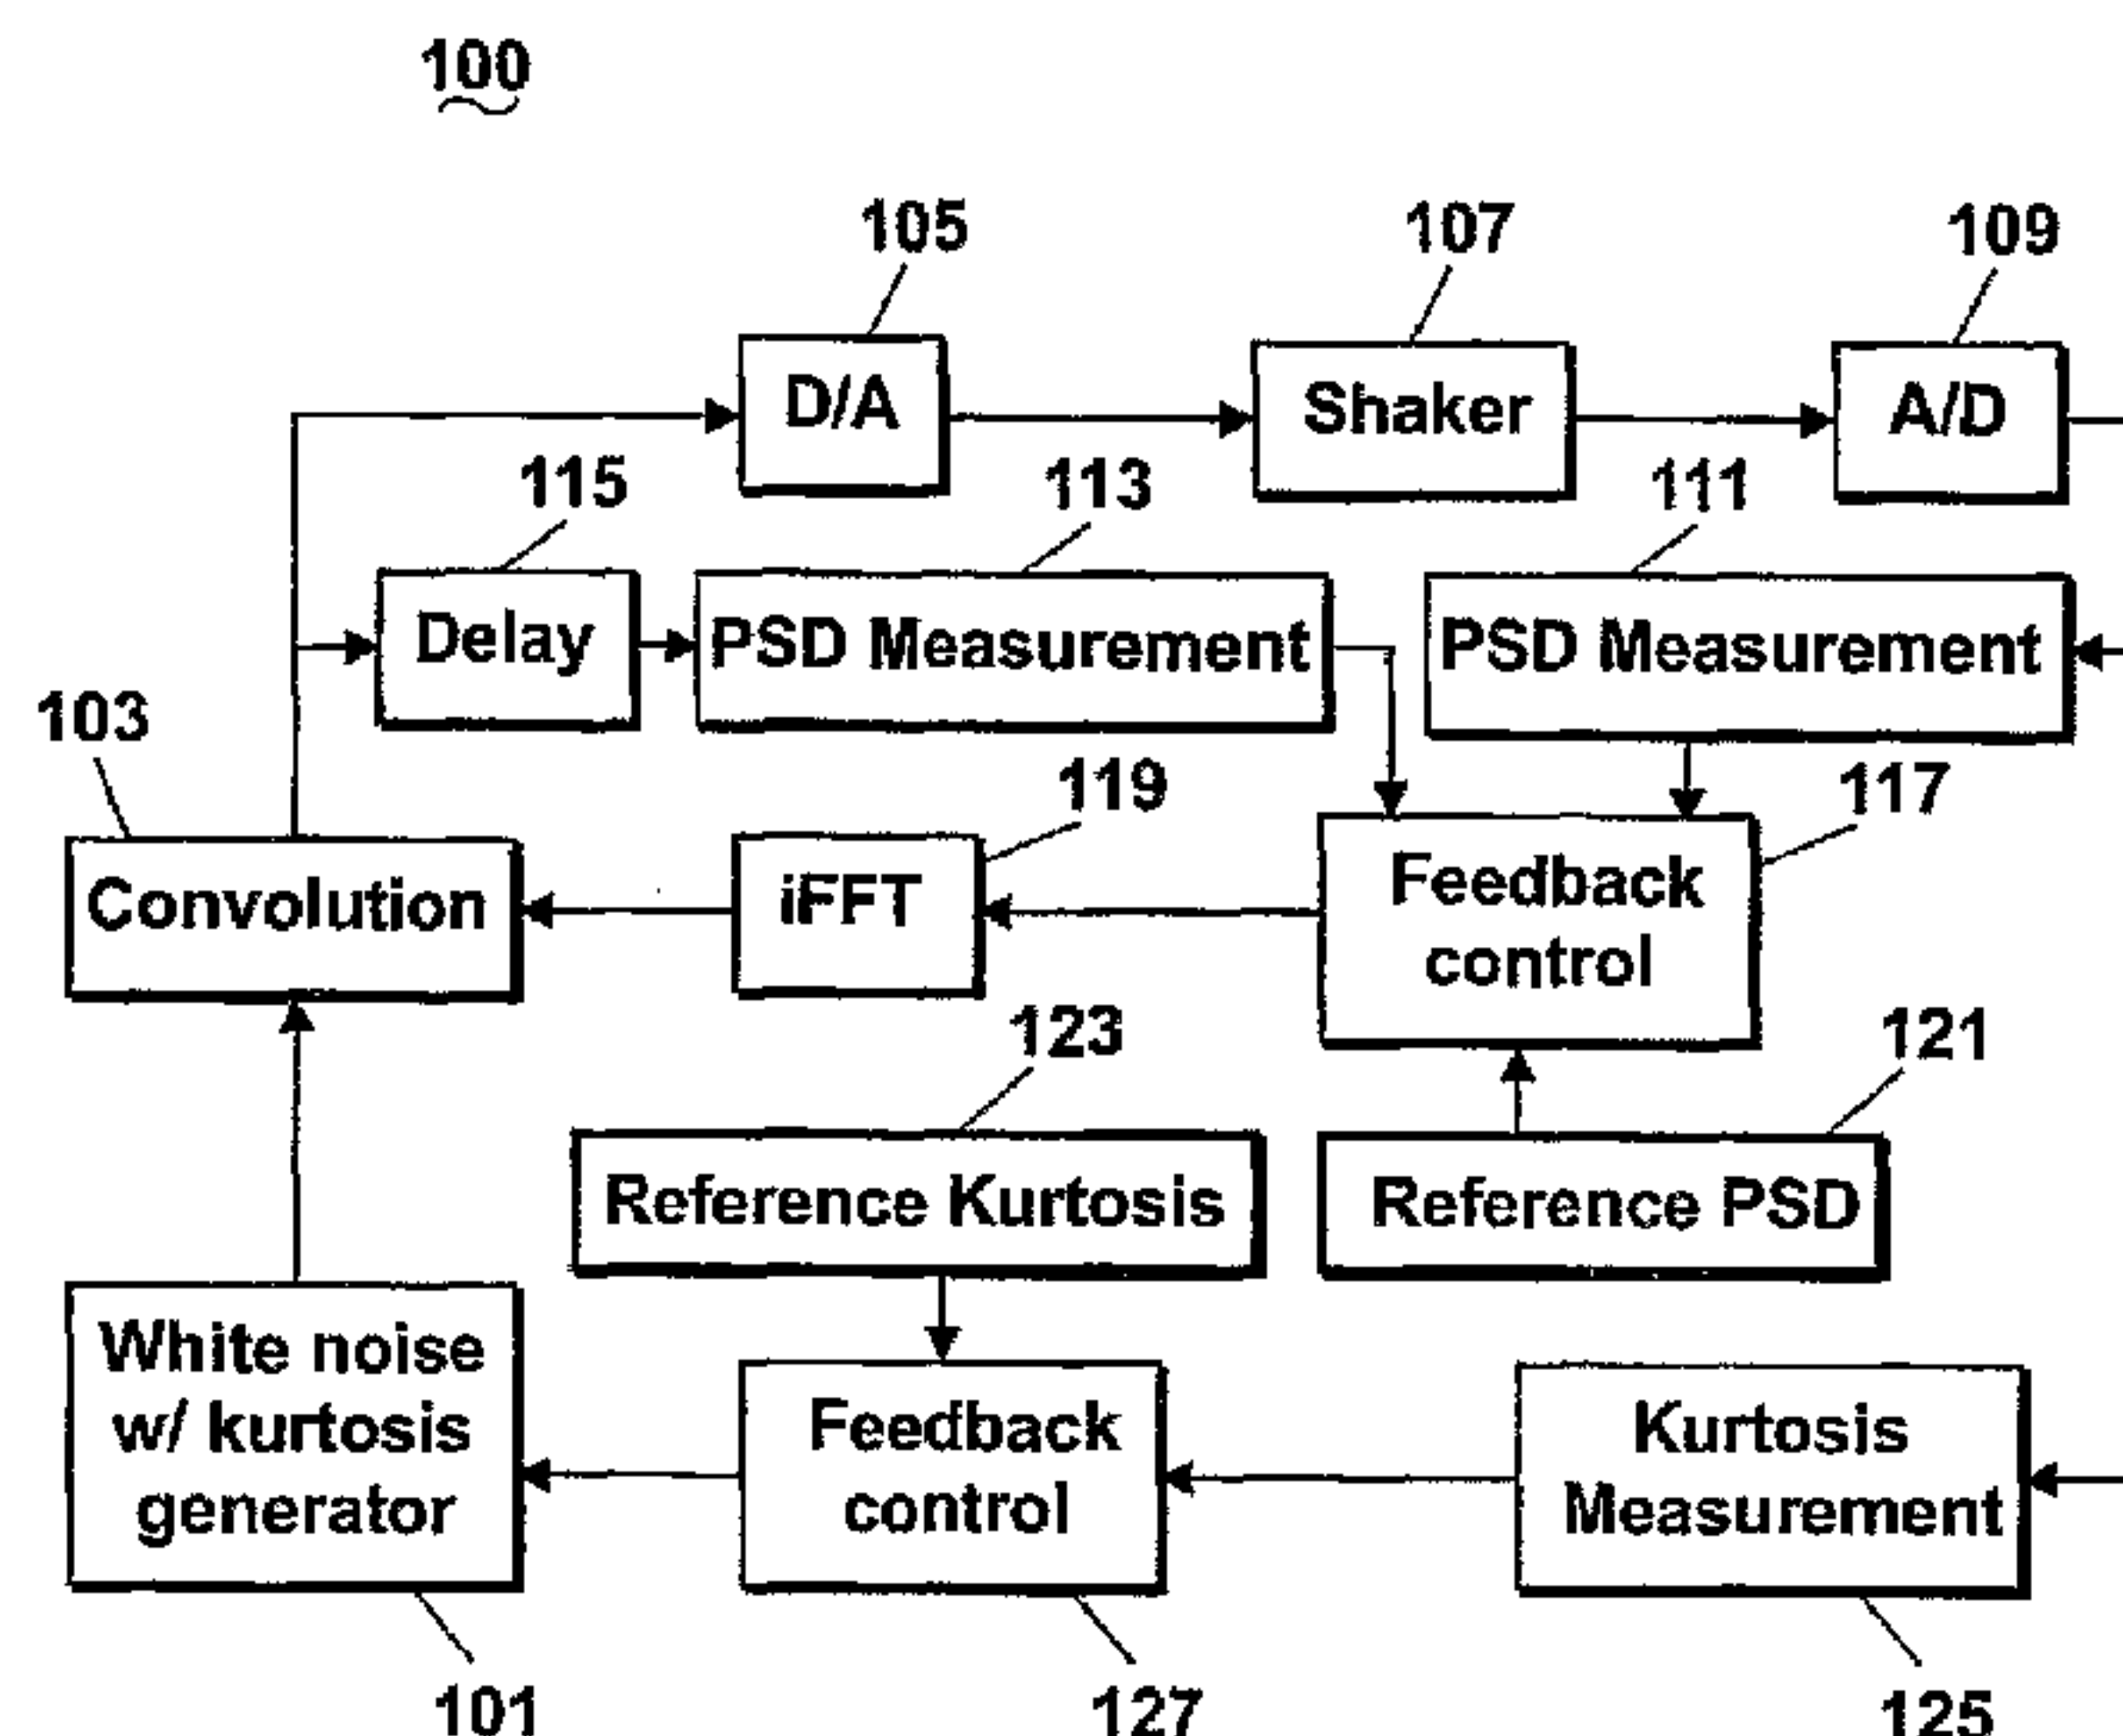 100
105
107
109
D/A
Shaker
A/D
115
113
111
Delay
PSD Measurement
PSD Measurement
103
119
117
Convolution
iFFT
Feedback
control
123
121
Reference Kurtosis
Reference PSD
White noise
w/ kurtosis
generator
Feedback
control
Kurtosis
Measurement
101
127
125